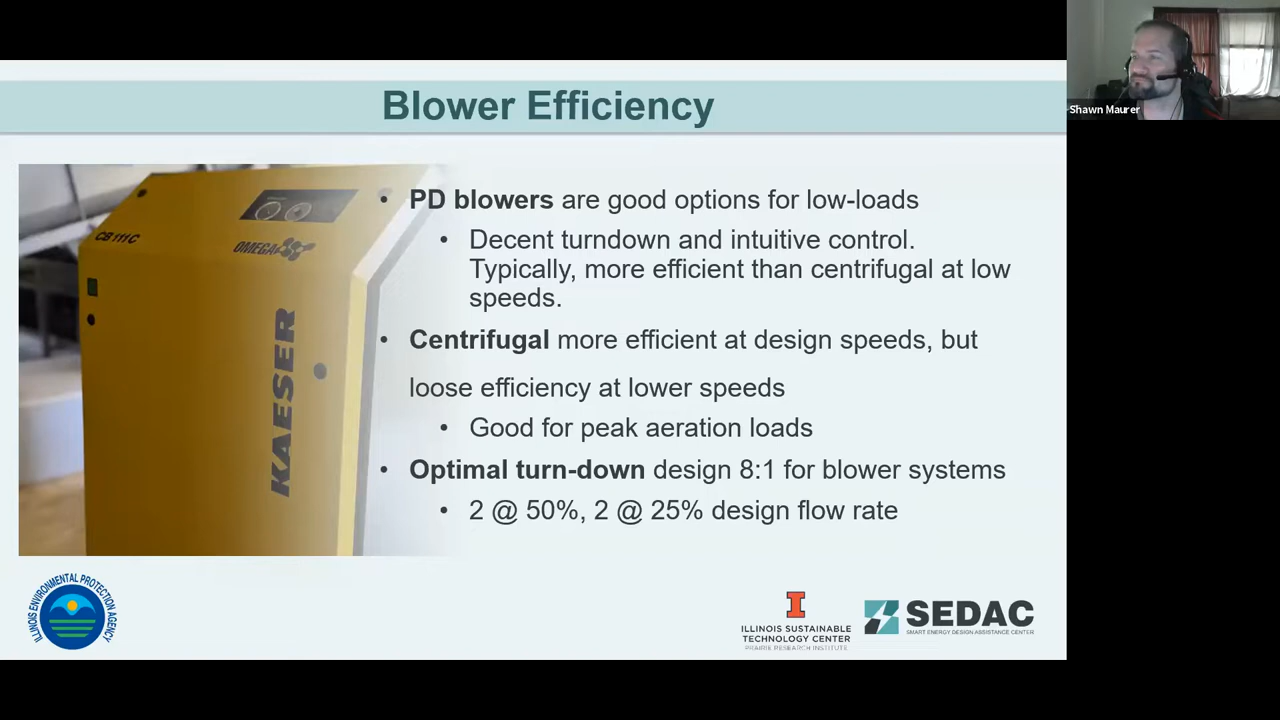 Blower Efficiency
Shawn Maurer
CB 111C
OMEGA
KAESER
• PD blowers are good options for low-loads
• Decent turndown and intuitive control.
Typically, more efficient than centrifugal at low
speeds.
• Centrifugal more efficient at design speeds, but
loose efficiency at lower speeds
• Good for peak aeration loads
• Optimal turn-down design 8:1 for blower systems
• 2 @ 50%, 2 @ 25% design flow rate
ILLINOIS ENVIRONMENTAL PROTECTION AGENCY
I
ILLINOIS SUSTAINABLE
TECHNOLOGY CENTER
PRAIRIE RESEARCH INSTITUTE
SEDAC
SMART ENERGY DESIGN ASSISTANCE CENTER